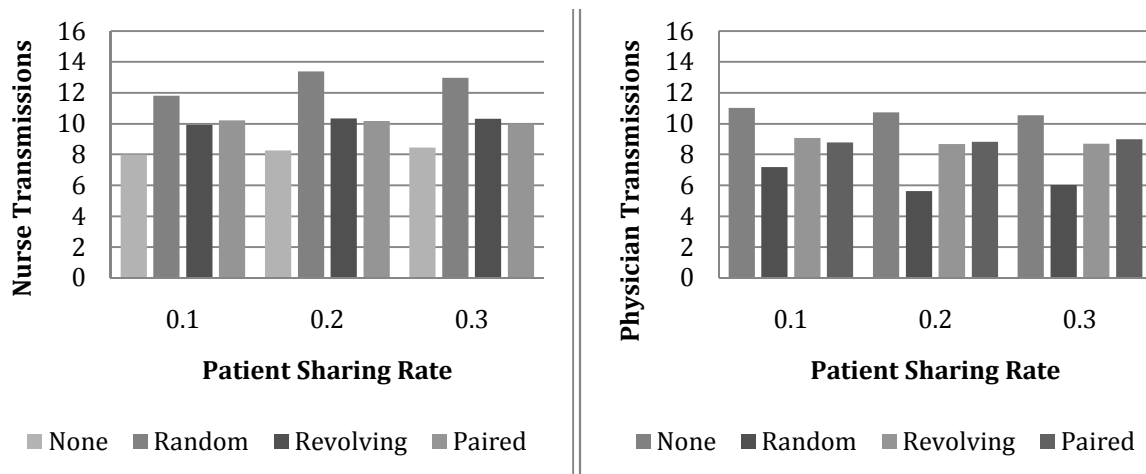 Nurse Transmissions
16
14
12
10
8
6
4
2
0
0.1 0.2 0.3
Patient Sharing Rate
None Random Revolving Paired
Physician Transmissions
16
14
12
10
8
6
4
2
0
0.1 0.2 0.3
Patient Sharing Rate
None Random Revolving Paired